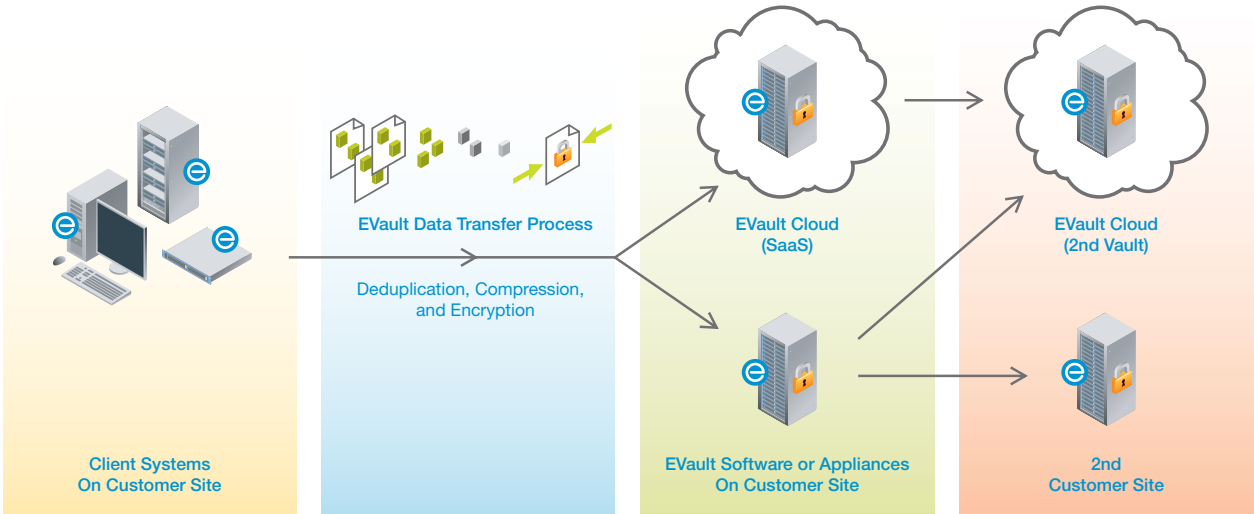 EVault Data Transfer Process
Deduplication, Compression,
and Encryption
Client Systems
On Customer Site
EVault Cloud
(SaaS)
EVault Software or Appliances
On Customer Site
EVault Cloud
(2nd Vault)
2nd
Customer Site